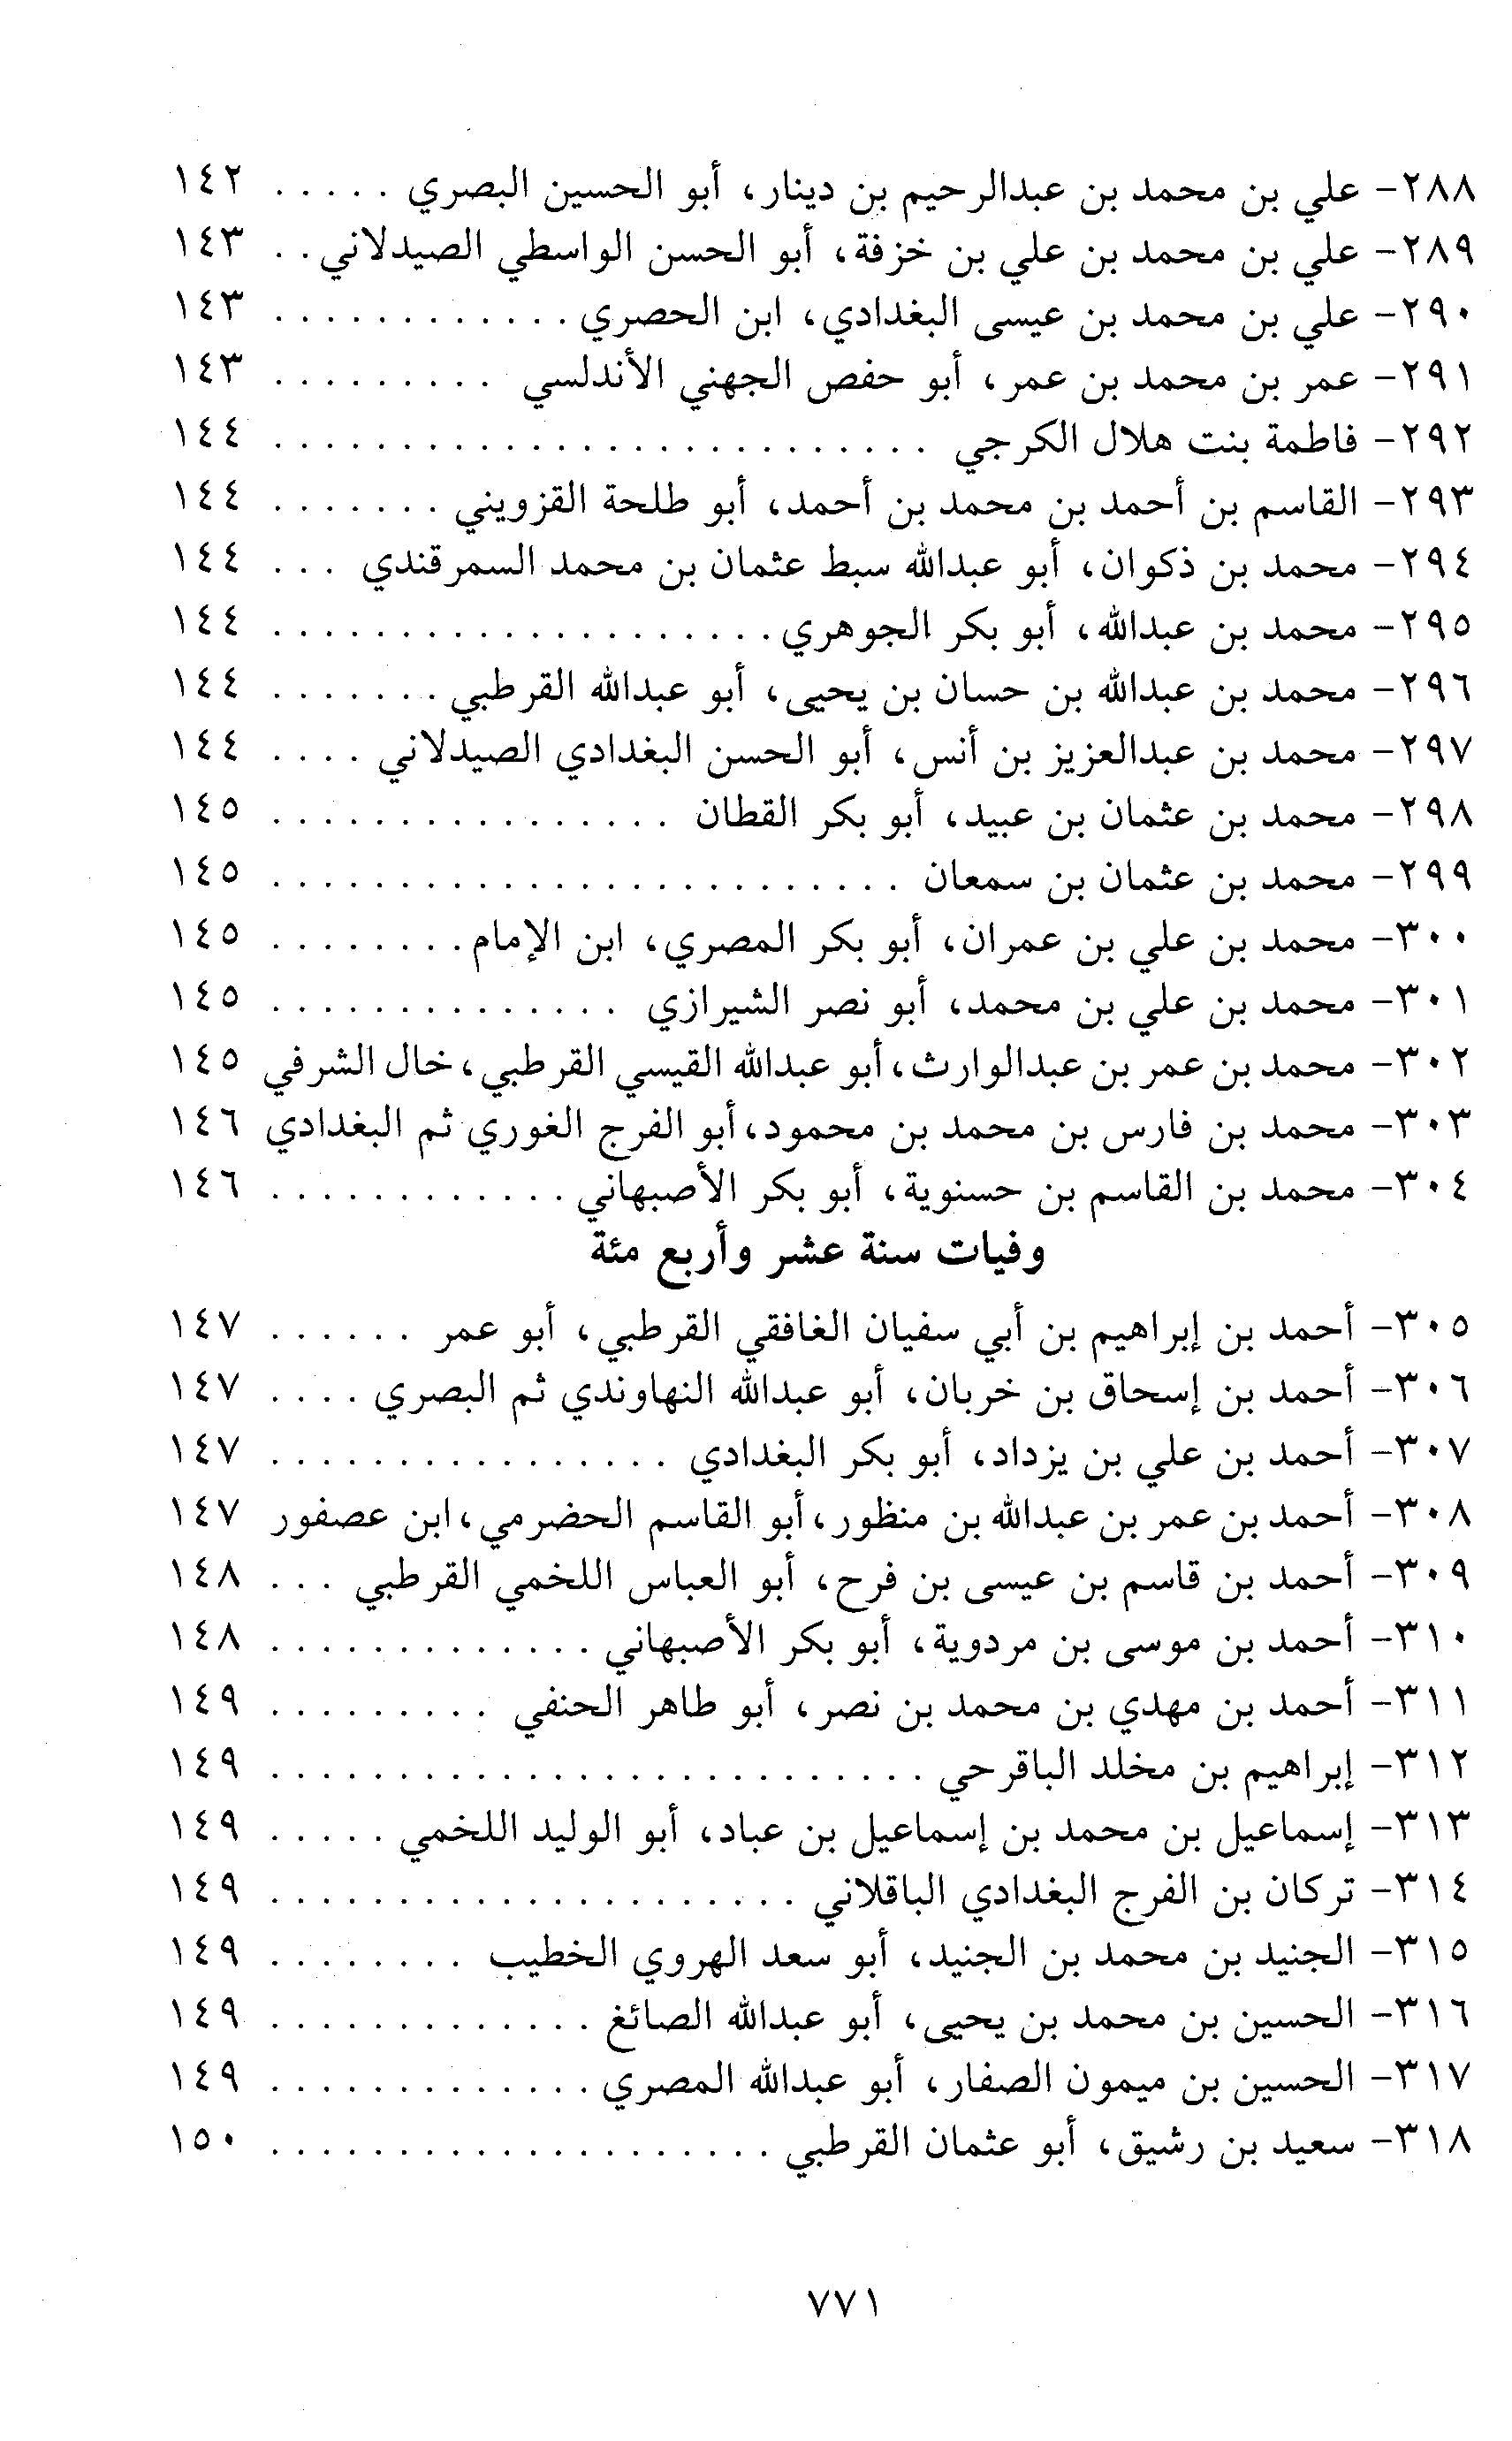 ٢٨٨- علي بن محمد بن عبدالرحيم بن دينار، أبو الحسين البصري . . . . . ١٤٢
٢٨٩- علي بن محمد بن علي بن خزفة، أبو الحسن الواسطي الصيدلاني . . ١٤٣
٢٩٠- علي بن محمد بن عيسى البغدادي، ابن الحصري . . . . . . . . . . . . ١٤٣
٢٩١- عمر بن محمد بن عمر، أبو حفص الجهني الأندلسي . . . . . . . . . ١٤٣
٢٩٢- فاطمة بنت هلال الكرجي . . . . . . . . . . . . . . . . . . . . . . . . . . ١٤٤
٢٩٣- القاسم بن أحمد بن محمد بن أحمد، أبو طلحة القزويني . . . . . . . ١٤٤
٢٩٤- محمد بن ذكوان، أبو عبدالله سبط عثمان بن محمد السمرقندي . . . ١٤٤
٢٩٥- محمد بن عبدالله، أبو بكر الجوهري . . . . . . . . . . . . . . . . . . . . ١٤٤
٢٩٦- محمد بن عبدالله بن حسان بن يحيى، أبو عبدالله القرطبي . . . . . . . ١٤٤
٢٩٧- محمد بن عبدالعزيز بن أنس، أبو الحسن البغدادي الصيدلاني . . . . ١٤٤
٢٩٨- محمد بن عثمان بن عبيد، أبو بكر القطان . . . . . . . . . . . . . . . . ١٤٥
٢٩٩- محمد بن عثمان بن سمعان . . . . . . . . . . . . . . . . . . . . . . . . . ١٤٥
٣٠٠- محمد بن علي بن عمران، أبو بكر المصري، ابن الإمام . . . . . . . . ١٤٥
٣٠١- محمد بن علي بن محمد، أبو نصر الشيرازي . . . . . . . . . . . . . . ١٤٥
٣٠٢- محمد بن عمر بن عبدالوارث، أبو عبدالله القيسي القرطبي، خال الشرفي ١٤٥
٣٠٣- محمد بن فارس بن محمد بن محمود، أبو الفرج الغوري ثم البغدادي ١٤٦
٣٠٤- محمد بن القاسم بن حسنوية، أبو بكر الأصبهاني . . . . . . . . . . . . ١٤٦
وفيات سنة عشر وأربع مئة
٣٠٥- أحمد بن إبراهيم بن أبي سفيان الغافقي القرطبي، أبو عمر . . . . . . ١٤٧
٣٠٦- أحمد بن إسحاق بن خربان، أبو عبدالله النهاوندي ثم البصري . . . . ١٤٧
٣٠٧- أحمد بن علي بن يزداد، أبو بكر البغدادي . . . . . . . . . . . . . . . . ١٤٧
٣٠٨- أحمد بن عمر بن عبدالله بن منظور، أبو القاسم الحضرمي، ابن عصفور ١٤٧
٣٠٩- أحمد بن قاسم بن عيسى بن فرح، أبو العباس اللخمي القرطبي . . . ١٤٨
٣١٠- أحمد بن موسى بن مردوية، أبو بكر الأصبهاني . . . . . . . . . . . . . ١٤٨
٣١١- أحمد بن مهدي بن محمد بن نصر، أبو طاهر الحنفي . . . . . . . . . ١٤٩
٣١٢- إبراهيم بن مخلد الباقرحي . . . . . . . . . . . . . . . . . . . . . . . . . . ١٤٩
٣١٣- إسماعيل بن محمد بن إسماعيل بن عباد، أبو الوليد اللخمي . . . . . ١٤٩
٣١٤- تركان بن الفرج البغدادي الباقلاني . . . . . . . . . . . . . . . . . . . . . ١٤٩
٣١٥- الجنيد بن محمد بن الجنيد، أبو سعد الهروي الخطيب . . . . . . . . ١٤٩
٣١٦- الحسين بن محمد بن يحيى، أبو عبدالله الصائغ . . . . . . . . . . . . . ١٤٩
٣١٧- الحسين بن ميمون الصفار، أبو عبدالله المصري . . . . . . . . . . . . . ١٤٩
٣١٨- سعيد بن رشيق، أبو عثمان القرطبي . . . . . . . . . . . . . . . . . . . . ١٥٠
٧٧١